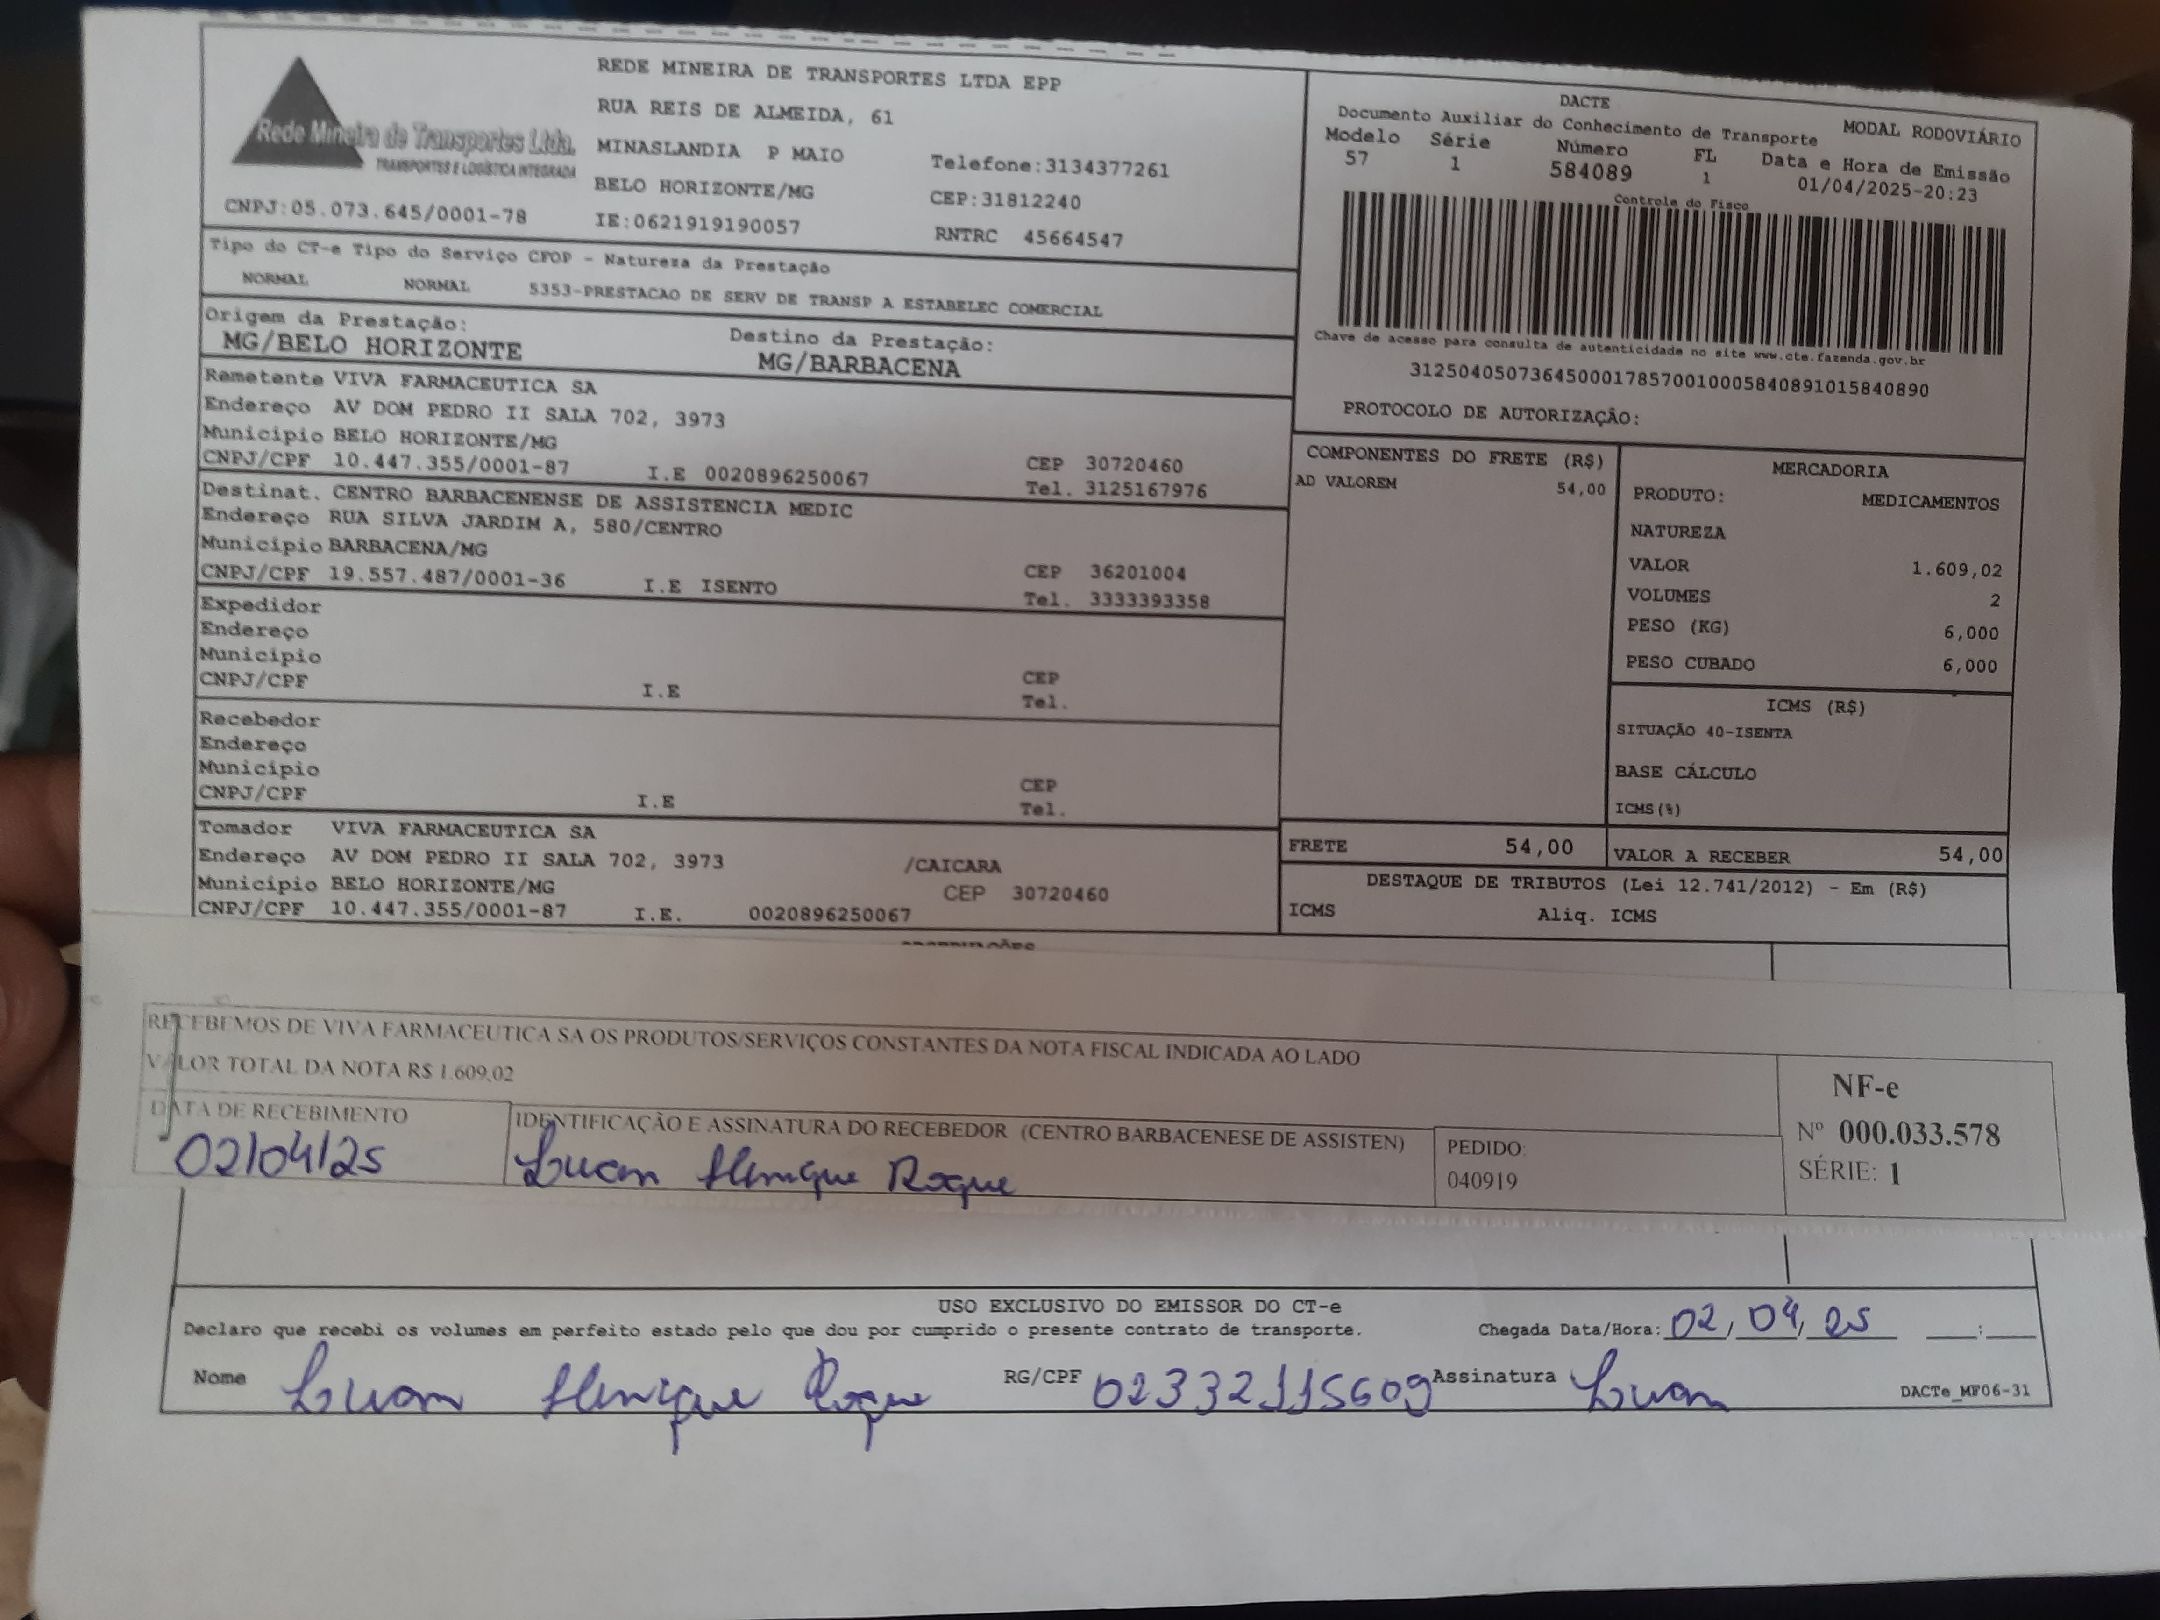 Rede Mineira de Transportes Ltda.
TRANSPORTES E LOGÍSTICA INTEGRADA
CNPJ:05.073.645/0001-78
REDE MINEIRA DE TRANSPORTES LTDA EPP
RUA REIS DE ALMEIDA, 61
MINASLANDIA P MAIO Telefone:3134377261
BELO HORIZONTE/MG CEP:31812240
IE:0621919190057 RNTRC 45664547
DACTE
Documento Auxiliar do Conhecimento de Transporte MODAL RODOVIÁRIO
Modelo Série Número FL Data e Hora de Emissão
57 1 584089 1 01/04/2025-20:23
Controle do Fisco
Chave de acesso para consulta de autenticidade no site www.cte.fazenda.gov.br
31250405073645000178570010005840891015840890
PROTOCOLO DE AUTORIZAÇÃO:
Tipo do CT-e Tipo do Serviço CFOP - Natureza da Prestação
NORMAL NORMAL 5353-PRESTACAO DE SERV DE TRANSP A ESTABELEC COMERCIAL
Origem da Prestação: Destino da Prestação:
MG/BELO HORIZONTE MG/BARBACENA
Remetente VIVA FARMACEUTICA SA
Endereço AV DOM PEDRO II SALA 702, 3973
Município BELO HORIZONTE/MG CEP 30720460
CNPJ/CPF 10.447.355/0001-87 I.E 0020896250067 Tel. 3125167976
Destinat. CENTRO BARBACENENSE DE ASSISTENCIA MEDIC
Endereço RUA SILVA JARDIM A, 580/CENTRO
Município BARBACENA/MG CEP 36201004
CNPJ/CPF 19.557.487/0001-36 I.E ISENTO Tel. 3333393358
Expedidor
Endereço
Município CEP
CNPJ/CPF I.E Tel.
Recebedor
Endereço
Município CEP
CNPJ/CPF I.E Tel.
Tomador VIVA FARMACEUTICA SA
Endereço AV DOM PEDRO II SALA 702, 3973 /CAICARA
Município BELO HORIZONTE/MG CEP 30720460
CNPJ/CPF 10.447.355/0001-87 I.E. 0020896250067
COMPONENTES DO FRETE (R$)
AD VALOREM 54,00
MERCADORIA
PRODUTO: MEDICAMENTOS
NATUREZA
VALOR 1.609,02
VOLUMES 2
PESO (KG) 6,000
PESO CUBADO 6,000
ICMS (R$)
SITUAÇÃO 40-ISENTA
BASE CÁLCULO
ICMS(%)
FRETE 54,00 VALOR A RECEBER 54,00
DESTAQUE DE TRIBUTOS (Lei 12.741/2012) - Em (R$)
ICMS Aliq. ICMS
RECEBEMOS DE VIVA FARMACEUTICA SA OS PRODUTOS/SERVIÇOS CONSTANTES DA NOTA FISCAL INDICADA AO LADO
VALOR TOTAL DA NOTA R$ 1.609,02
DATA DE RECEBIMENTO
02/04/25
IDENTIFICAÇÃO E ASSINATURA DO RECEBEDOR (CENTRO BARBACENESE DE ASSISTEN)
Luan Henrique Roque
PEDIDO:
040919
NF-e
Nº 000.033.578
SÉRIE: 1
USO EXCLUSIVO DO EMISSOR DO CT-e
Declaro que recebi os volumes em perfeito estado pelo que dou por cumprido o presente contrato de transporte. Chegada Data/Hora: 02,04,25 __:__
Nome Luan Henrique Roque RG/CPF 02332115609 Assinatura Luan DACTe_MF06-31